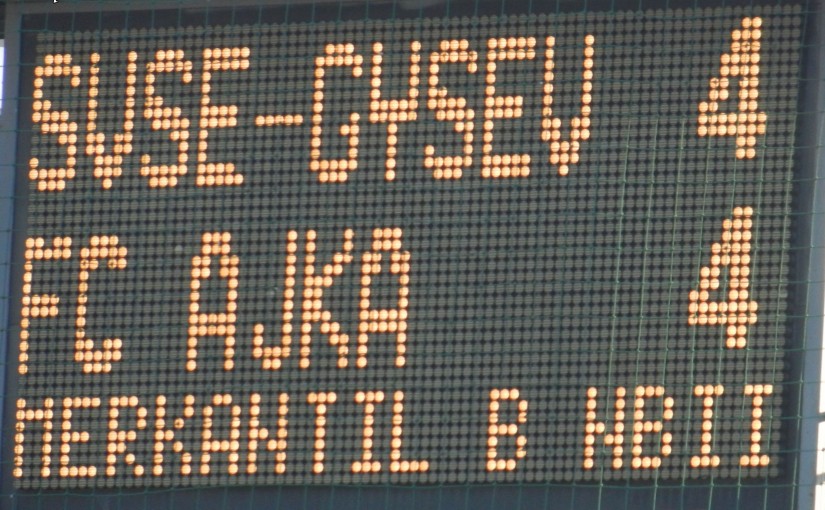 SVSE-GYSEV 4
FC AJKA 4
MERKANTIL B NBII